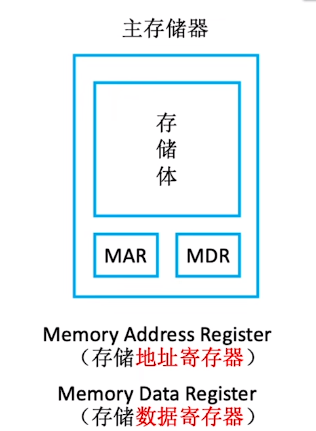 主存储器
存
储
体
MAR MDR
Memory Address Register
（存储地址寄存器）
Memory Data Register
（存储数据寄存器）